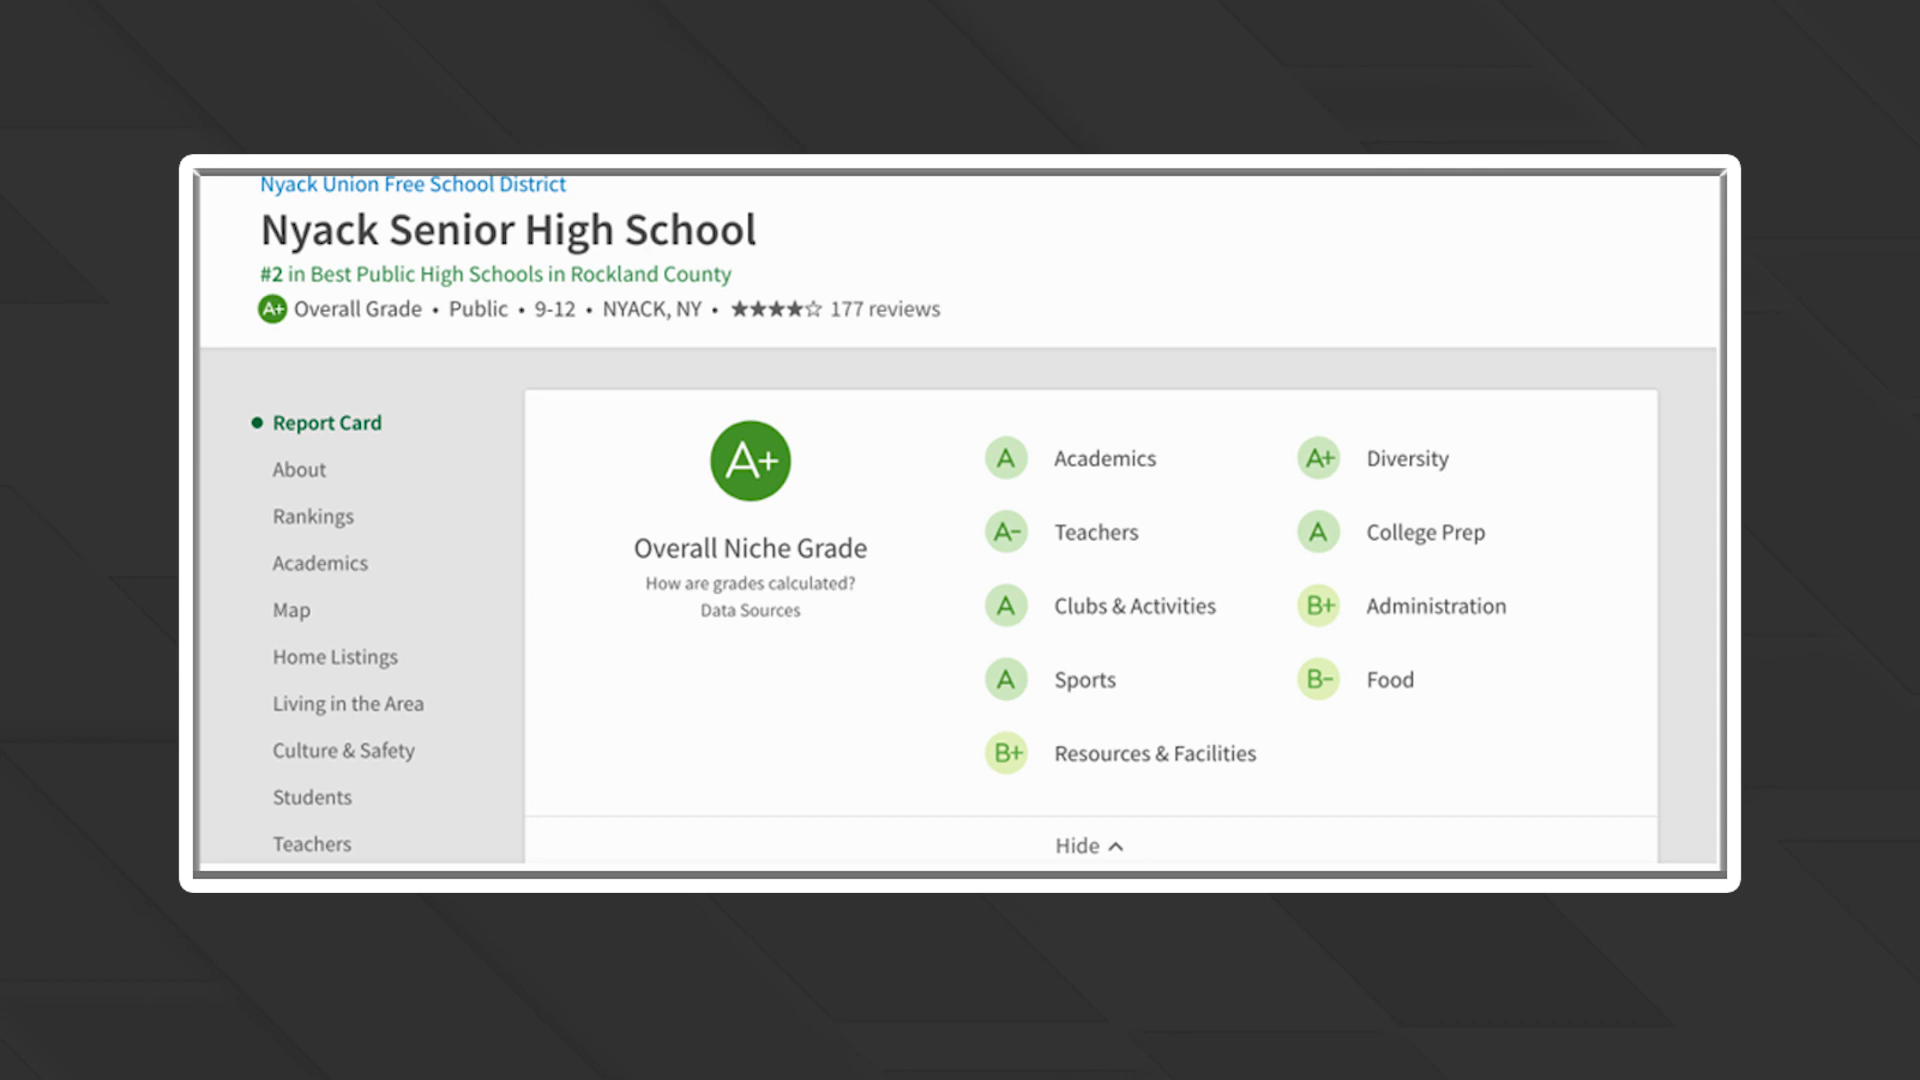 Nyack Union Free School District
Nyack Senior High School
#2 in Best Public High Schools in Rockland County
A+ Overall Grade • Public • 9-12 • NYACK, NY • ★★★★☆ 177 reviews
Report Card
About
Rankings
Academics
Map
Home Listings
Living in the Area
Culture & Safety
Students
Teachers
A+
Overall Niche Grade
How are grades calculated?
Data Sources
A Academics
A- Teachers
A Clubs & Activities
A Sports
B+ Resources & Facilities
A+ Diversity
A College Prep
B+ Administration
B- Food
Hide